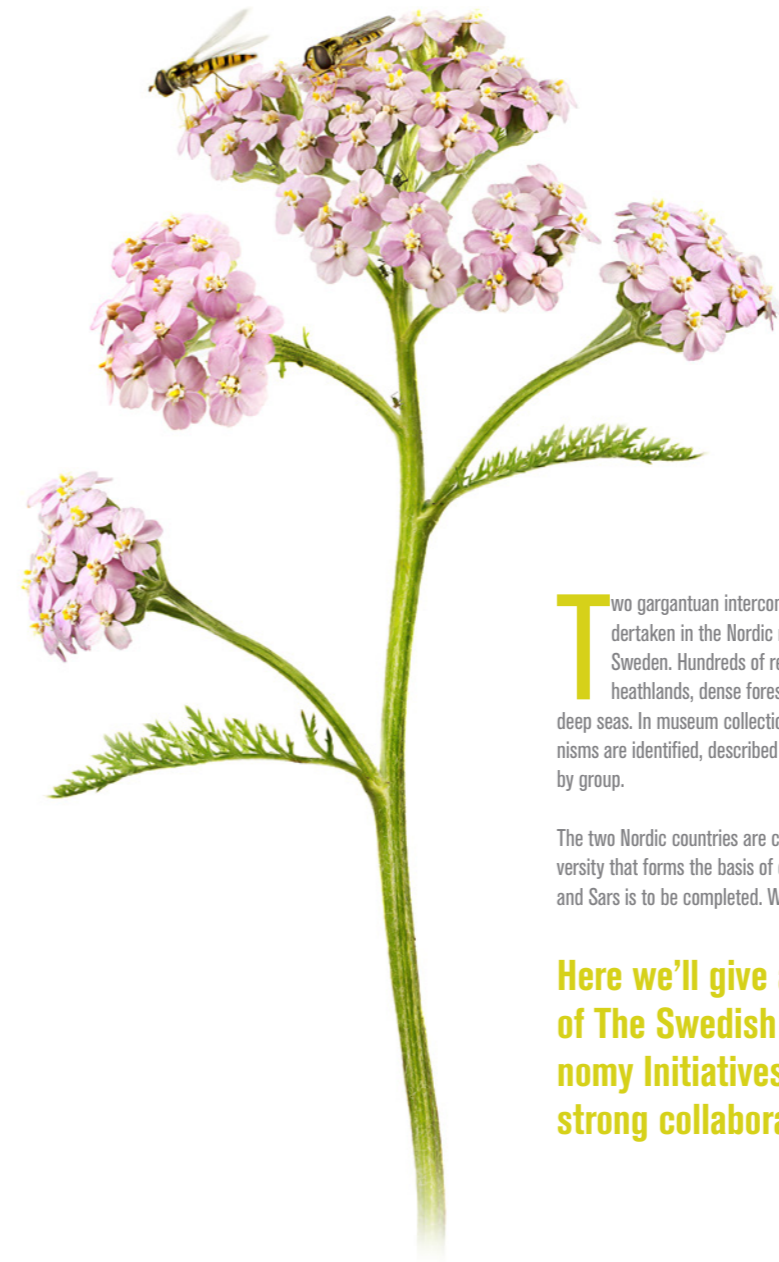 Two gargantuan interco
dertaken in the Nordic
Sweden. Hundreds of re
heathlands, dense fores
deep seas. In museum collectio
nisms are identified, described
by group.
The two Nordic countries are c
versity that forms the basis of
and Sars is to be completed. W
Here we'll give
of The Swedish
nomy Initiatives
strong collabora